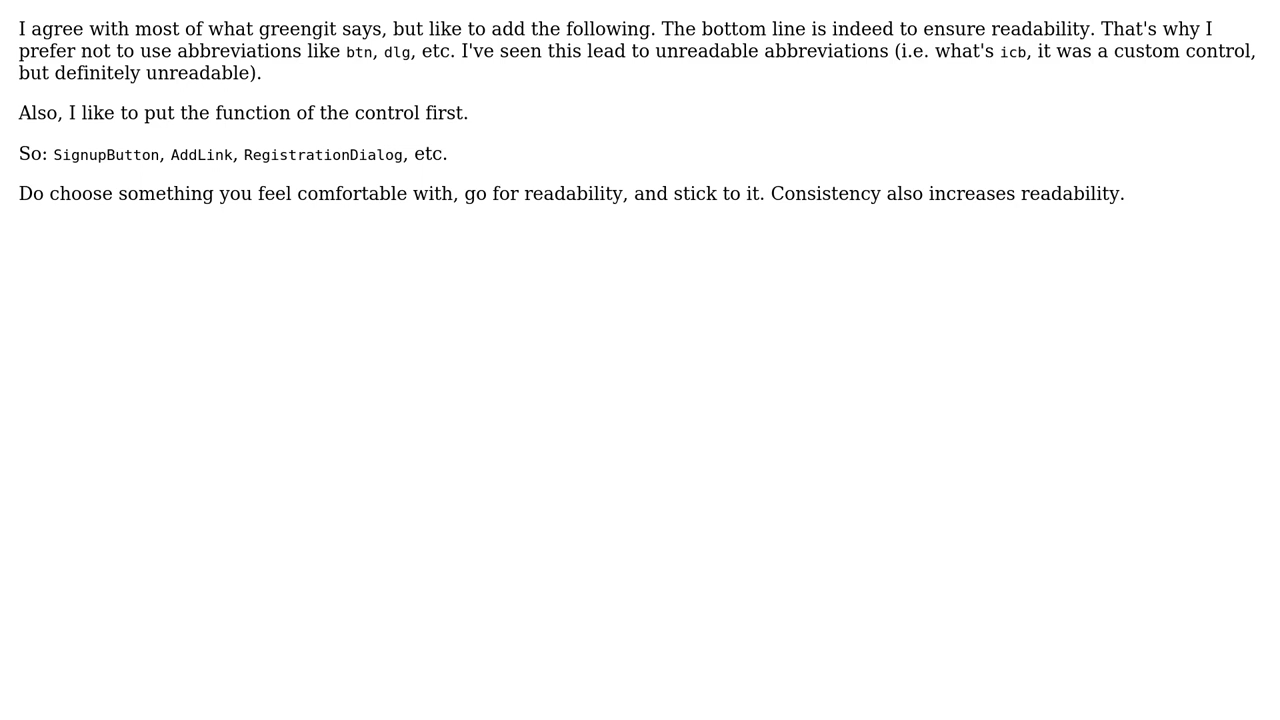 I agree with most of what greengit says, but like to add the following. The bottom line is indeed to ensure readability. That's why I
prefer not to use abbreviations like btn, dlg, etc. I've seen this lead to unreadable abbreviations (i.e. what's icb, it was a custom control,
but definitely unreadable).
Also, I like to put the function of the control first.
So: SignupButton, AddLink, RegistrationDialog, etc.
Do choose something you feel comfortable with, go for readability, and stick to it. Consistency also increases readability.